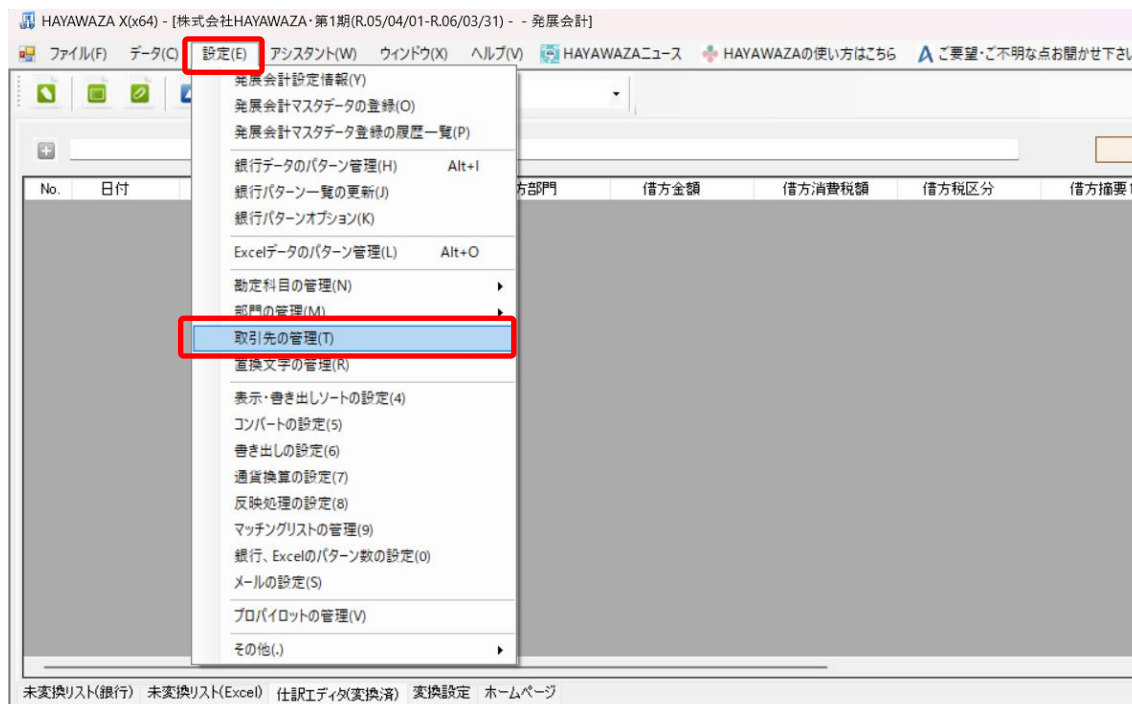 HAYAWAZA X(x64) - [株式会社HAYAWAZA・第1期(R.05/04/01-R.06/03/31) - - 発展会計]
ファイル(F) データ(C) 設定(E) アシスタント(W) ウィンドウ(X) ヘルプ(V) HAYAWAZAニュース HAYAWAZAの使い方はこちら ご要望・ご不明な点お聞かせ下さい
発展会計設定情報(Y)
発展会計マスタデータの登録(O)
発展会計マスタデータ登録の履歴一覧(P)
銀行データのパターン管理(H) Alt+I
銀行パターン一覧の更新(J)
銀行パターンオプション(K)
Excelデータのパターン管理(L) Alt+O
勘定科目の管理(N)
部門の管理(M)
取引先の管理(T)
置換文字の管理(R)
表示・書き出しソートの設定(4)
コンバートの設定(5)
書き出しの設定(6)
通貨換算の設定(7)
反映処理の設定(8)
マッチングリストの管理(9)
銀行、Excelのパターン数の設定(0)
メールの設定(S)
プロパイロットの管理(V)
その他(.)
No. 日付 方部門 借方金額 借方消費税額 借方税区分 借方摘要1
未変換リスト(銀行) 未変換リスト(Excel) 仕訳エディタ(変換済) 変換設定 ホームページ